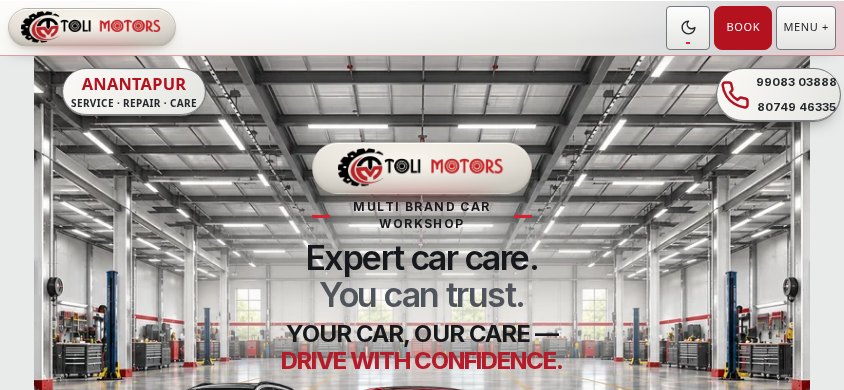 TOLI MOTORS
BOOK
MENU +
ANANTAPUR
SERVICE · REPAIR · CARE
99083 03888
80749 46335
TOLI MOTORS
MULTI BRAND CAR
WORKSHOP
Expert car care.
You can trust.
YOUR CAR, OUR CARE —
DRIVE WITH CONFIDENCE.